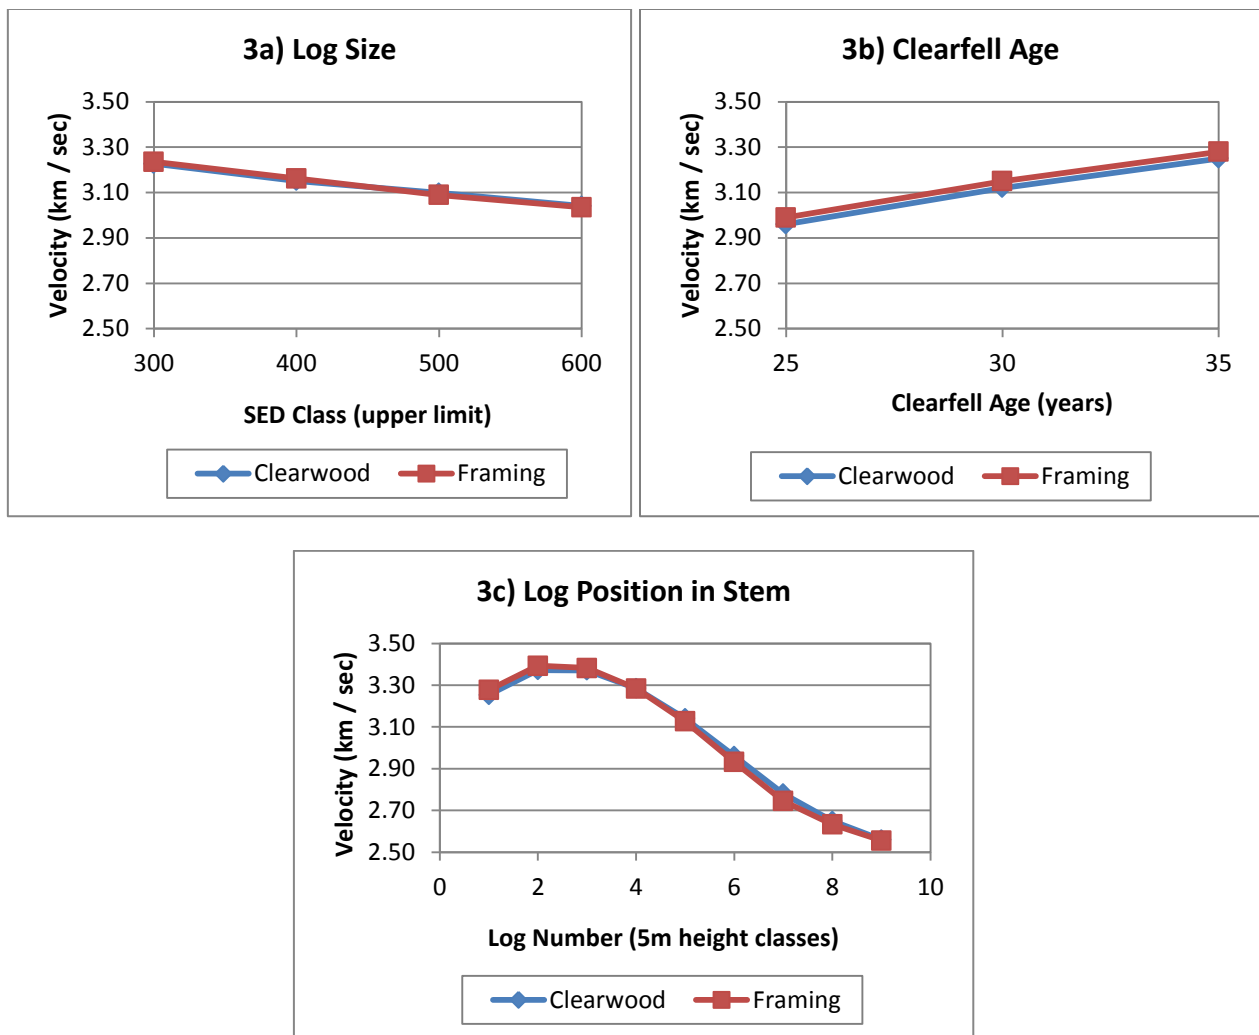 3a) Log Size
Velocity (km / sec)
3.50
3.30
3.10
2.90
2.70
2.50
300 400 500 600
SED Class (upper limit)
Clearwood Framing
3b) Clearfell Age
Velocity (km / sec)
3.50
3.30
3.10
2.90
2.70
2.50
25 30 35
Clearfell Age (years)
Clearwood Framing
3c) Log Position in Stem
Velocity (km / sec)
3.50
3.30
3.10
2.90
2.70
2.50
0 2 4 6 8 10
Log Number (5m height classes)
Clearwood Framing